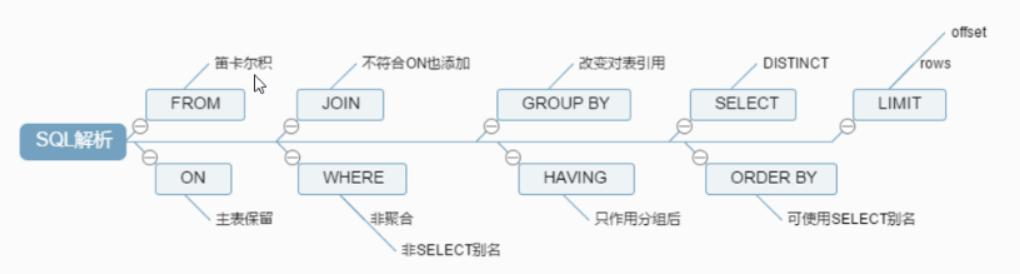 offset
笛卡尔积
不符合ON也添加
改变对表引用
DISTINCT
rows
FROM
JOIN
GROUP BY
SELECT
LIMIT
SQL解析
ON
WHERE
HAVING
ORDER BY
主表保留
非聚合
只作用分组后
可使用SELECT别名
非SELECT别名